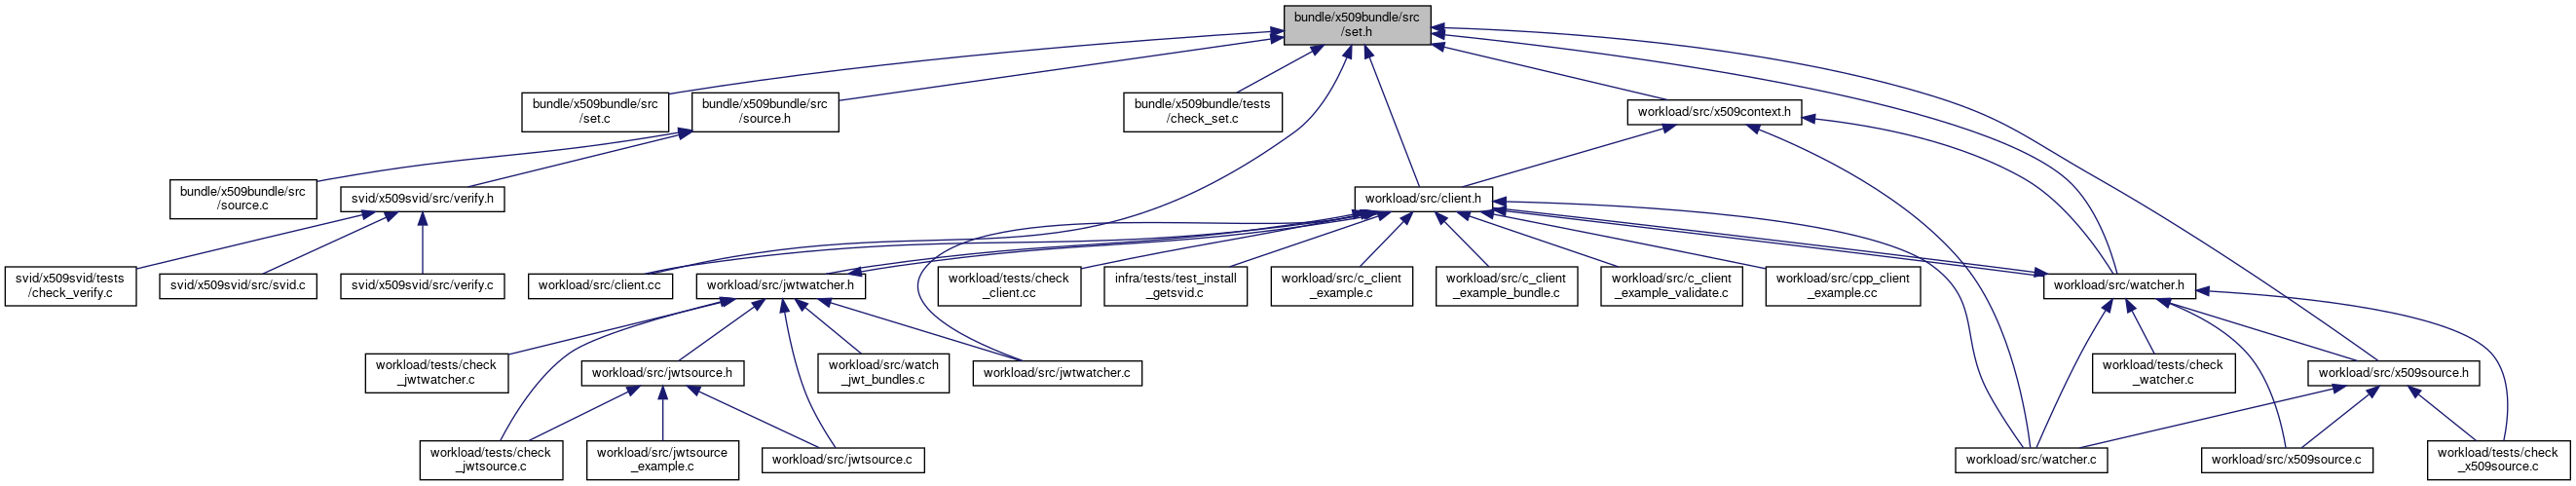 bundle/x509bundle/src
/set.h
bundle/x509bundle/src
/set.c
bundle/x509bundle/src
/source.h
bundle/x509bundle/tests
/check_set.c
workload/src/x509context.h
bundle/x509bundle/src
/source.c
svid/x509svid/src/verify.h
workload/src/client.h
svid/x509svid/tests
/check_verify.c
svid/x509svid/src/svid.c
svid/x509svid/src/verify.c
workload/src/client.cc
workload/src/jwtwatcher.h
workload/tests/check
_client.cc
infra/tests/test_install
_getsvid.c
workload/src/c_client
_example.c
workload/src/c_client
_example_bundle.c
workload/src/c_client
_example_validate.c
workload/src/cpp_client
_example.cc
workload/src/watcher.h
workload/tests/check
_jwtwatcher.c
workload/src/jwtsource.h
workload/src/watch
_jwt_bundles.c
workload/src/jwtwatcher.c
workload/tests/check
_watcher.c
workload/src/x509source.h
workload/tests/check
_jwtsource.c
workload/src/jwtsource
_example.c
workload/src/jwtsource.c
workload/src/watcher.c
workload/src/x509source.c
workload/tests/check
_x509source.c